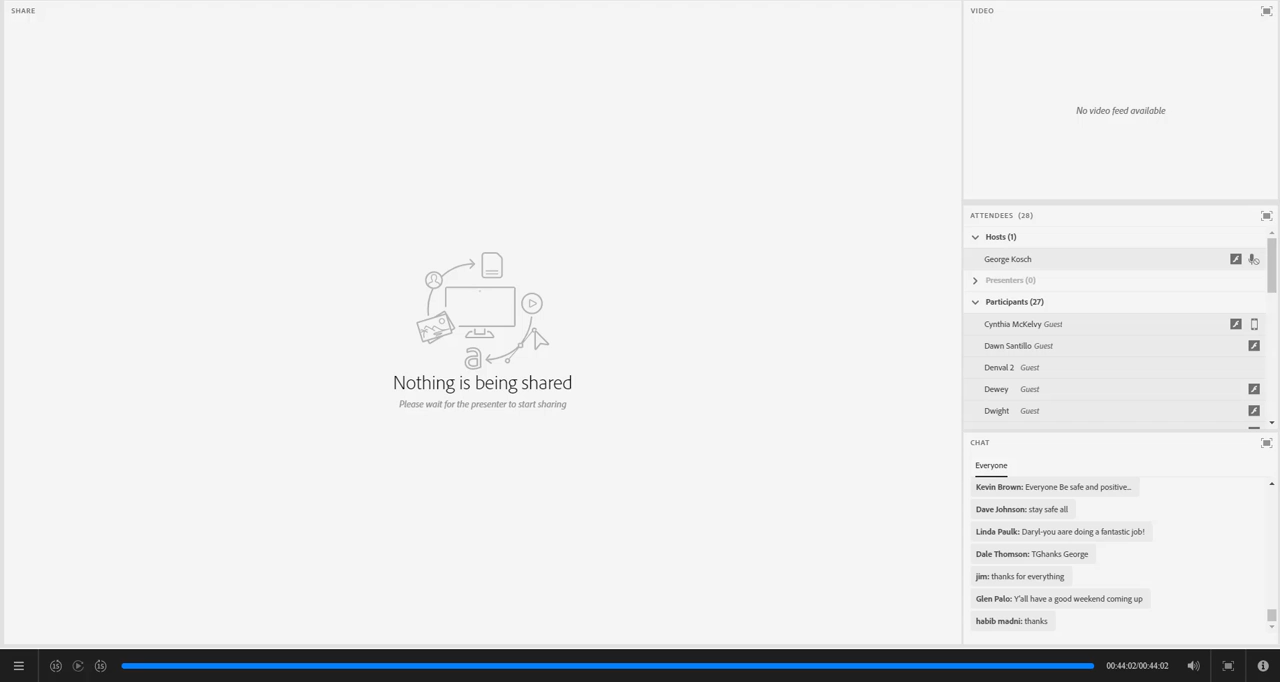 SHARE
Nothing is being shared
Please wait for the presenter to start sharing
VIDEO
No video feed available
ATTENDEES (28)
Hosts (1)
George Kosch
Presenters (0)
Participants (27)
Cynthia McKelvy Guest
Dawn Santillo Guest
Denval 2 Guest
Dewey Guest
Dwight Guest
CHAT
Everyone
Kevin Brown: Everyone Be safe and positive...
Dave Johnson: stay safe all
Linda Paulk: Daryl-you aare doing a fantastic job!
Dale Thomson: TGhanks George
jim: thanks for everything
Glen Palo: Y'all have a good weekend coming up
habib madni: thanks
15 15 00:44:02/00:44:02